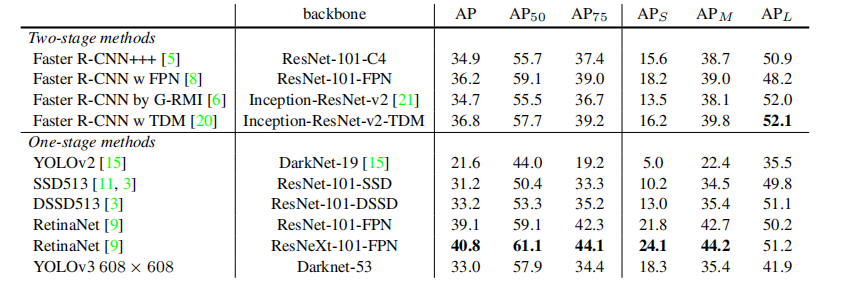 backbone AP AP50 AP75 APS APM APL
Two-stage methods
Faster R-CNN+++ [5] ResNet-101-C4 34.9 55.7 37.4 15.6 38.7 50.9
Faster R-CNN w FPN [8] ResNet-101-FPN 36.2 59.1 39.0 18.2 39.0 48.2
Faster R-CNN by G-RMI [6] Inception-ResNet-v2 [21] 34.7 55.5 36.7 13.5 38.1 52.0
Faster R-CNN w TDM [20] Inception-ResNet-v2-TDM 36.8 57.7 39.2 16.2 39.8 52.1
One-stage methods
YOLOv2 [15] DarkNet-19 [15] 21.6 44.0 19.2 5.0 22.4 35.5
SSD513 [11, 3] ResNet-101-SSD 31.2 50.4 33.3 10.2 34.5 49.8
DSSD513 [3] ResNet-101-DSSD 33.2 53.3 35.2 13.0 35.4 51.1
RetinaNet [9] ResNet-101-FPN 39.1 59.1 42.3 21.8 42.7 50.2
RetinaNet [9] ResNeXt-101-FPN 40.8 61.1 44.1 24.1 44.2 51.2
YOLOv3 608 × 608 Darknet-53 33.0 57.9 34.4 18.3 35.4 41.9